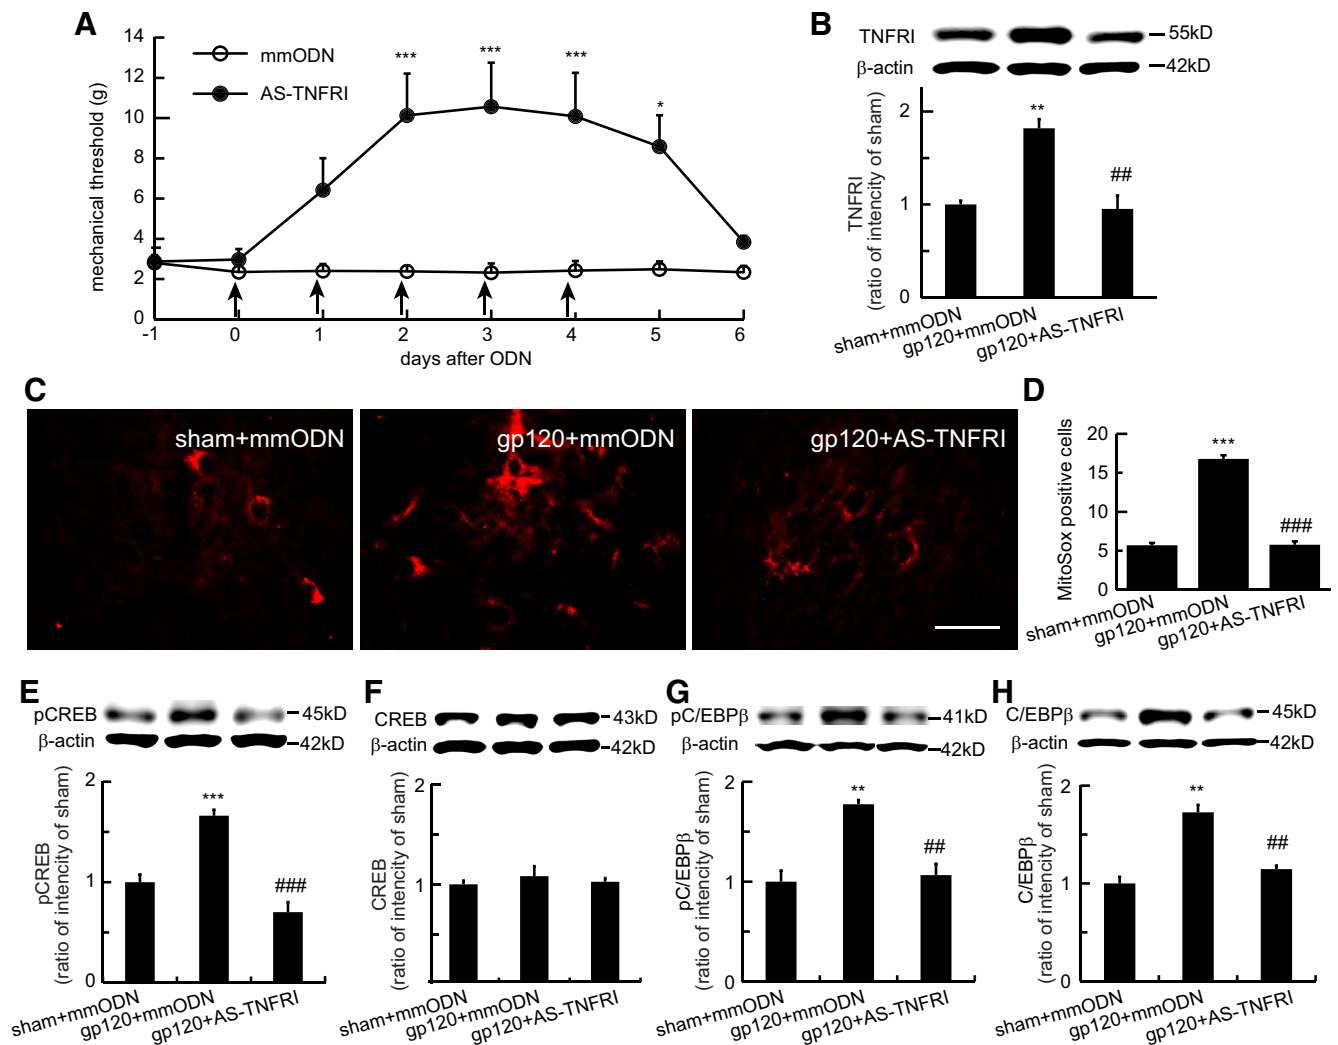 A
14
12
10
8
6
4
2
0
mechanical threshold (g)
mmODN
AS-TNFRI
***
***
***
*
-1
0
1
2
3
4
5
6
days after ODN
B
TNFRI
55kD
β-actin
42kD
TNFRI
(ratio of intencity of sham)
2
1
0
**
##
sham+mmODN
gp120+mmODN
gp120+AS-TNFRI
C
sham+mmODN
gp120+mmODN
gp120+AS-TNFRI
D
MitoSox positive cells
20
15
10
5
0
***
###
sham+mmODN
gp120+mmODN
gp120+AS-TNFRI
E
pCREB
45kD
β-actin
42kD
pCREB
(ratio of intencity of sham)
2
1
0
***
###
sham+mmODN
gp120+mmODN
gp120+AS-TNFRI
F
CREB
43kD
β-actin
42kD
CREB
(ratio of intencity of sham)
2
1
0
sham+mmODN
gp120+mmODN
gp120+AS-TNFRI
G
pC/EBPβ
41kD
β-actin
42kD
pC/EBPβ
(ratio of intencity of sham)
2
1
0
**
##
sham+mmODN
gp120+mmODN
gp120+AS-TNFRI
H
C/EBPβ
45kD
β-actin
42kD
C/EBPβ
(ratio of intencity of sham)
2
1
0
**
##
sham+mmODN
gp120+mmODN
gp120+AS-TNFRI